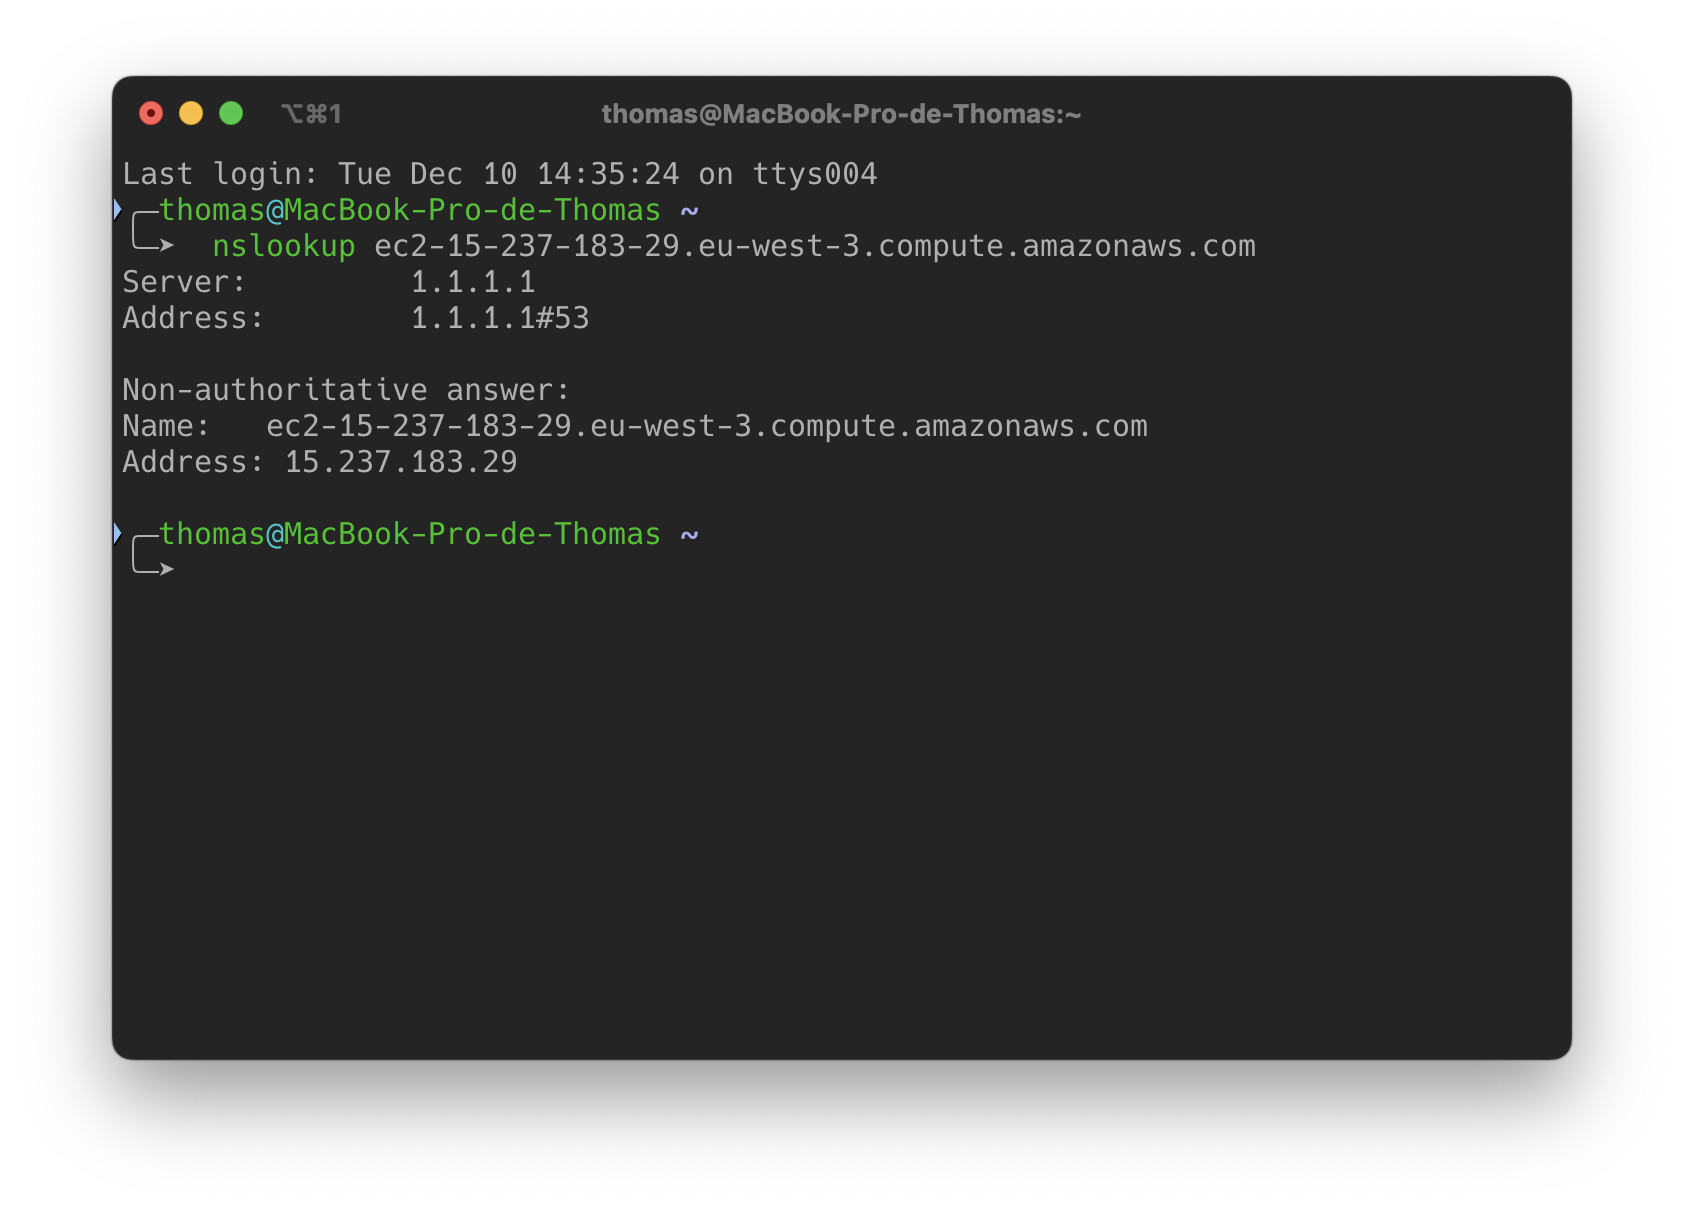 ⌥⌘1
thomas@MacBook-Pro-de-Thomas:~
Last login: Tue Dec 10 14:35:24 on ttys004
╭─thomas@MacBook-Pro-de-Thomas ~
╰─➤  nslookup ec2-15-237-183-29.eu-west-3.compute.amazonaws.com
Server:         1.1.1.1
Address:        1.1.1.1#53
Non-authoritative answer:
Name:   ec2-15-237-183-29.eu-west-3.compute.amazonaws.com
Address: 15.237.183.29
╭─thomas@MacBook-Pro-de-Thomas ~
╰─➤